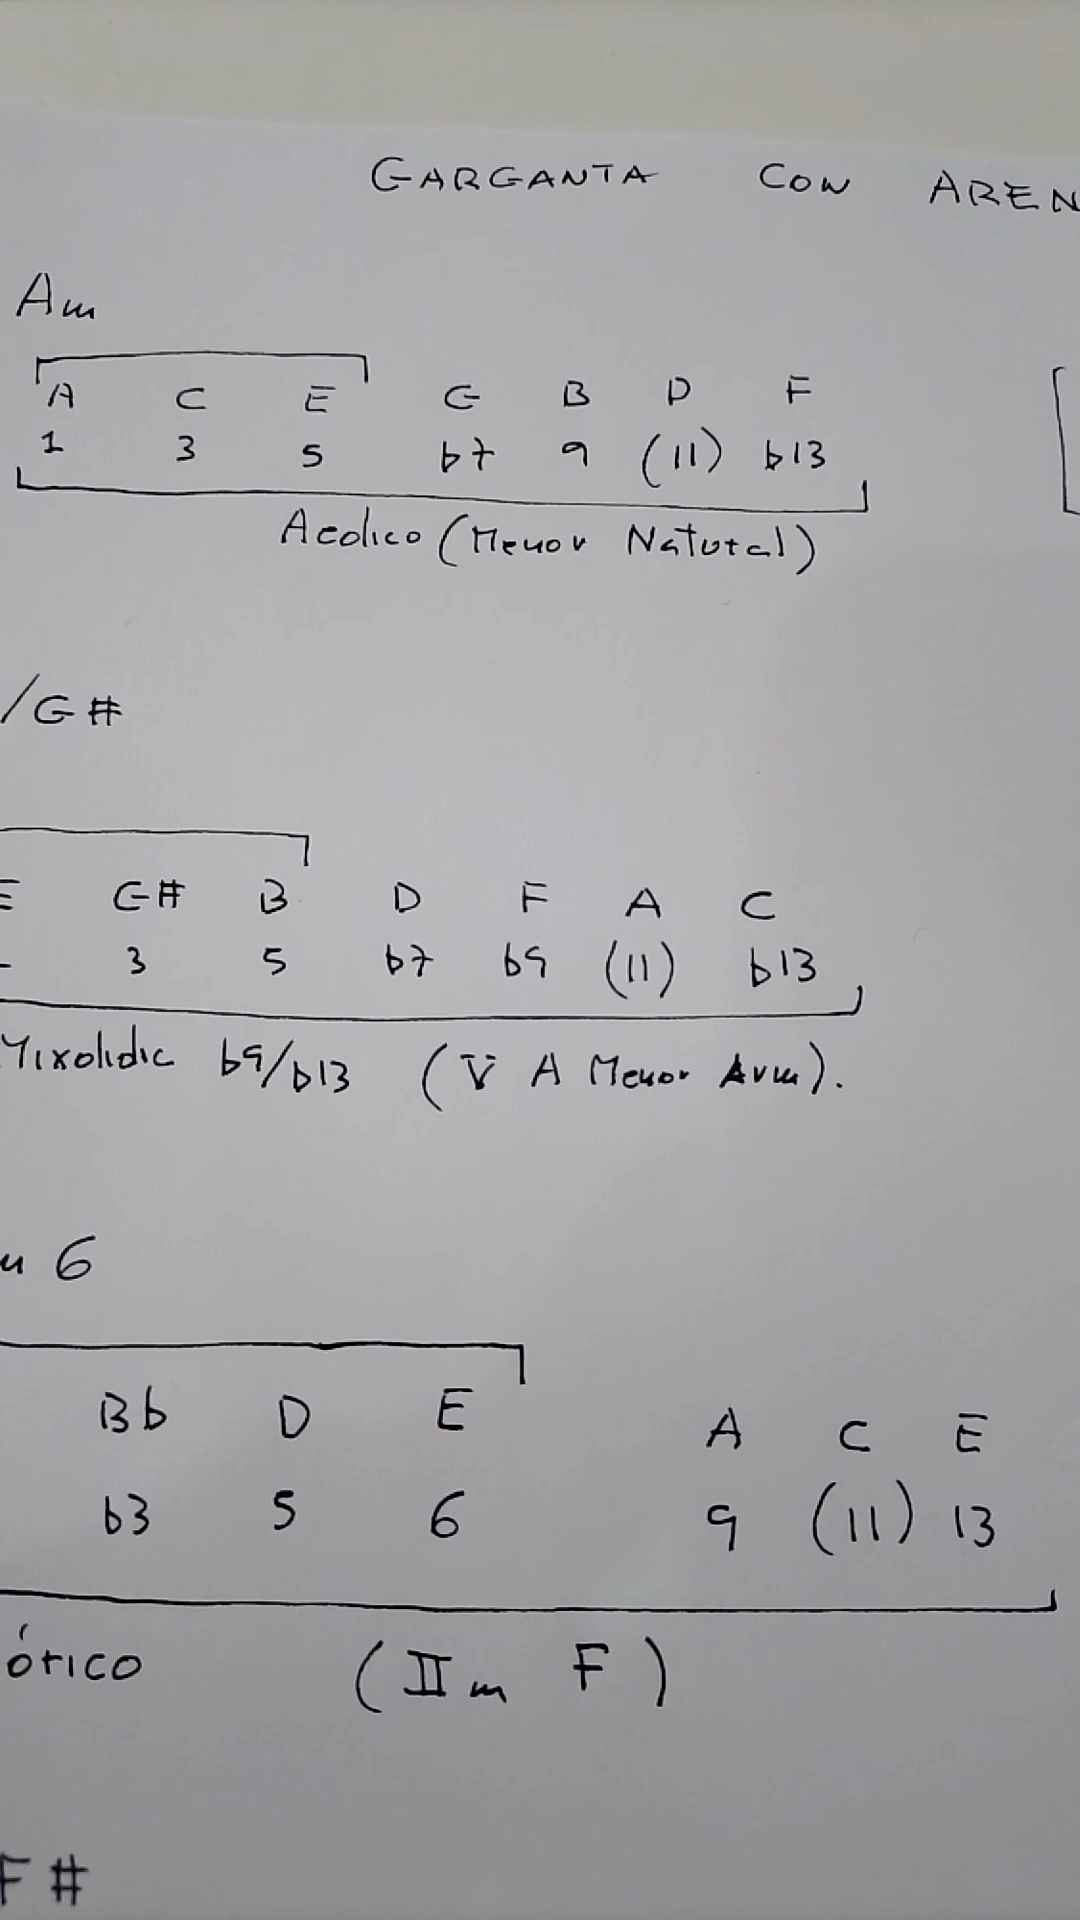 GARGANTA CON AREN
Am
A C E G B D F
1 3 5 b7 9 (11) b13
Aeolico (Menor Natural)
/G#
E G# B D F A C
3 5 b7 b9 (11) b13
Mixolidic b9/b13 (V A Menor Arm).
m 6
Bb D E A C E
b3 5 6 9 (11) 13
órico (IIm F)
F#